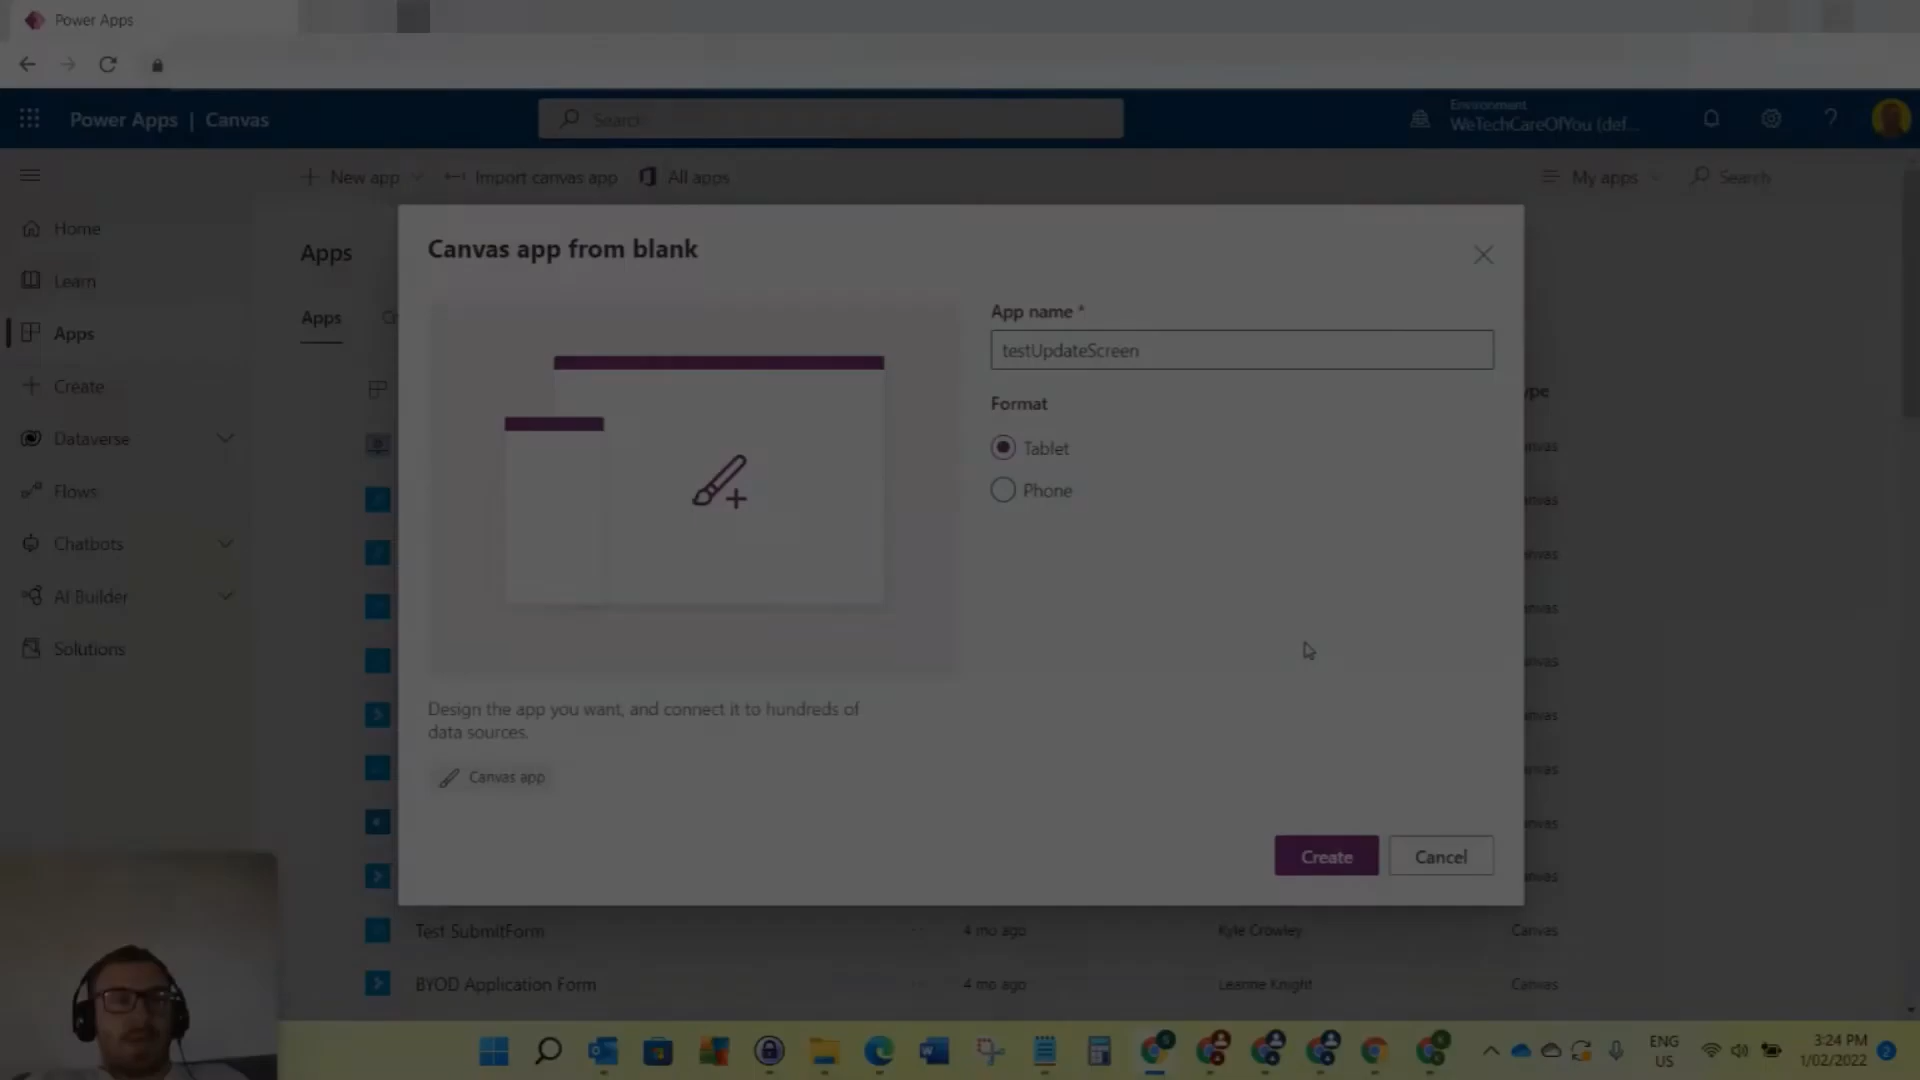 Power Apps
Power Apps | Canvas
Search
Environment
WeTechCareOfYou (def...
New app
Import canvas app
All apps
My apps
Search
Home
Learn
Apps
Create
Dataverse
Flows
Chatbots
AI Builder
Solutions
Apps
Apps
Canvas app from blank
App name *
testUpdateScreen
Format
Tablet
Phone
Design the app you want, and connect it to hundreds of
data sources.
Canvas app
Create
Cancel
Test SubmitForm
4 mo ago
Kyle Crowley
Canvas
BYOD Application Form
4 mo ago
Leanne Knight
Canvas
ENG
US
3:24 PM
1/02/2022
2